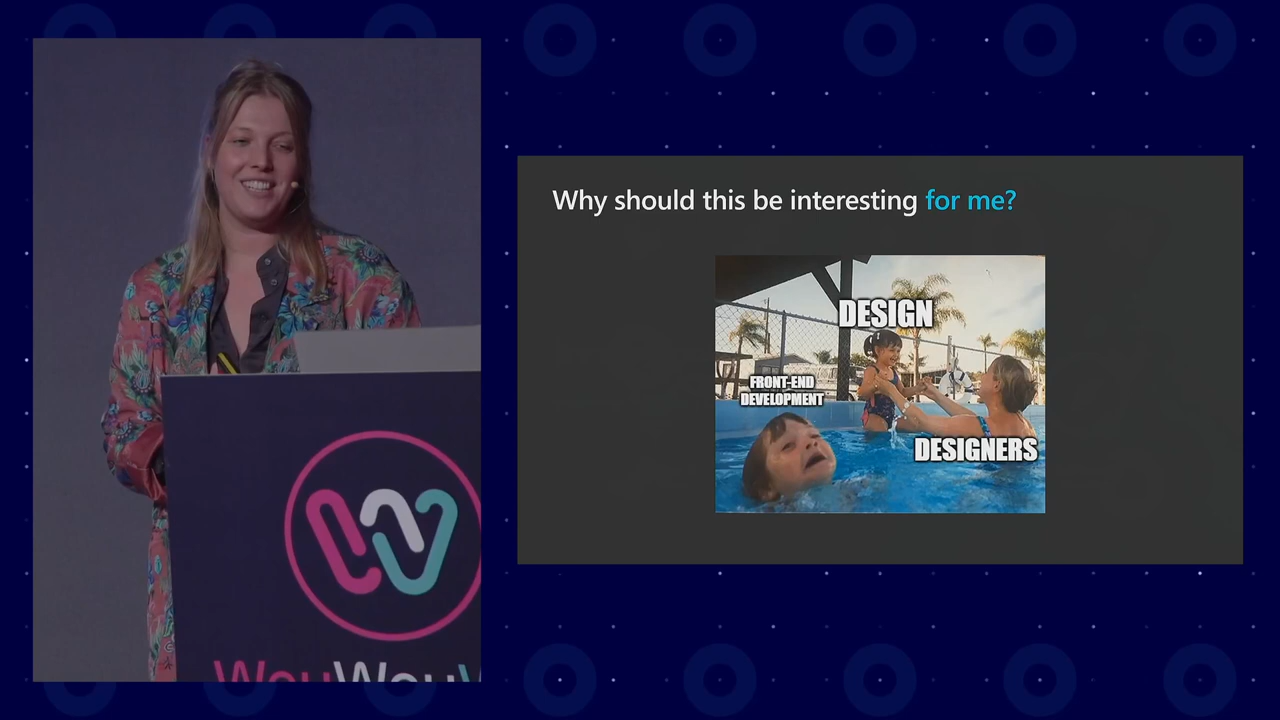 Why should this be interesting for me?
DESIGN
FRONT-END
DEVELOPMENT
DESIGNERS